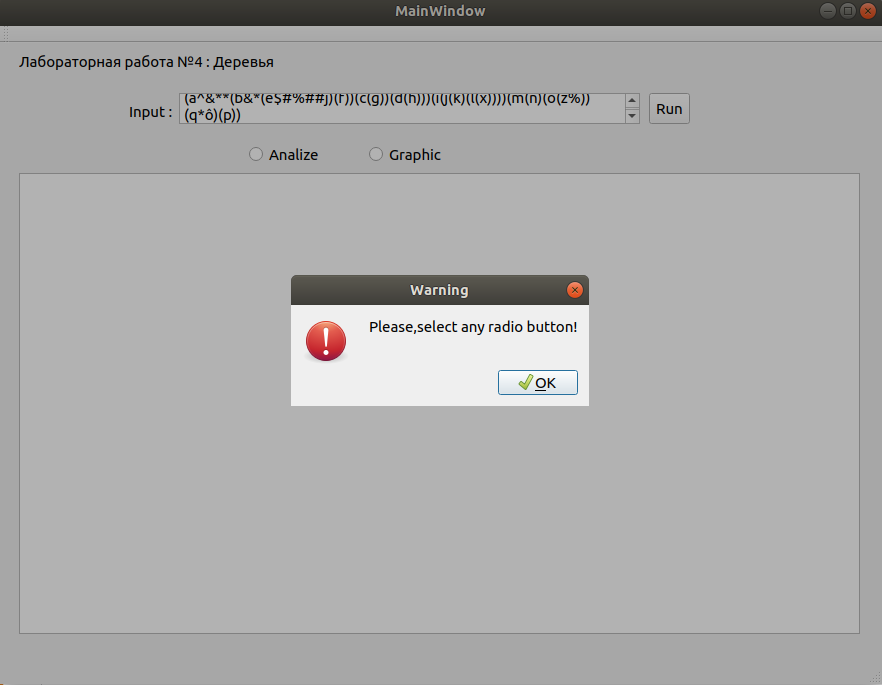 MainWindow
Лабораторная работа №4 : Деревья
Input :
(a^&**(b&*(e$#%##j)(f))(c(g))(d(h)))(i(j(k)(l(x))))(m(n)(o(z%))
(q*ô)(p))
Run
Analize
Graphic
Warning
Please,select any radio button!
OK